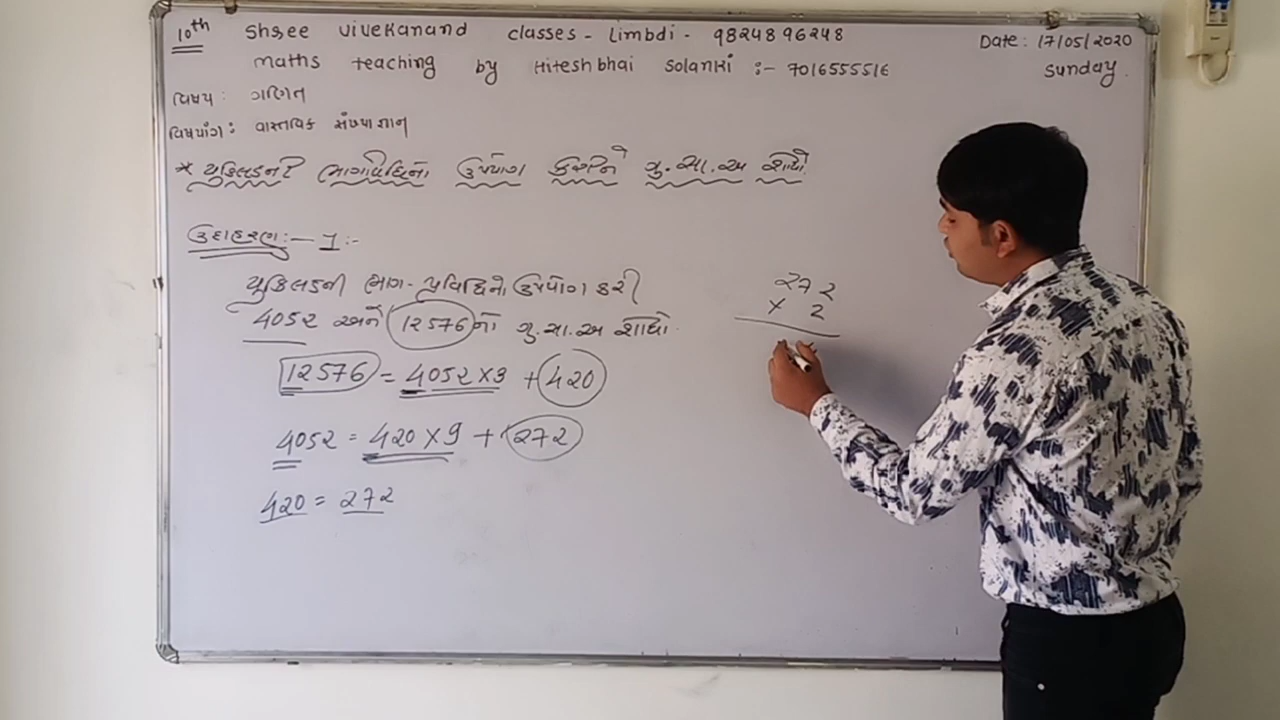 10th Shree Vivekanand classes - Limbdi - 9824896248
Date: 17/05/2020
Maths teaching by Hiteshbhai Solanki :- 7016555516
Sunday.
વિષય : ગણિત
વિષયાંગ : વાસ્તવિક સંખ્યાજ્ઞાન
* યુક્લિડની ભાગવિધિનો ઉપયોગ કરીને ગુ.સા.અ શોધો.
ઉદાહરણ :- 1 :-
યુક્લિડની ભાગ-પ્રવિધિનો ઉપયોગ કરી
4052 અને 12576નો ગુ.સા.અ શોધો.
12576 = 4052 × 3 + 420
4052 = 420 × 9 + 272
420 = 272
272
× 2